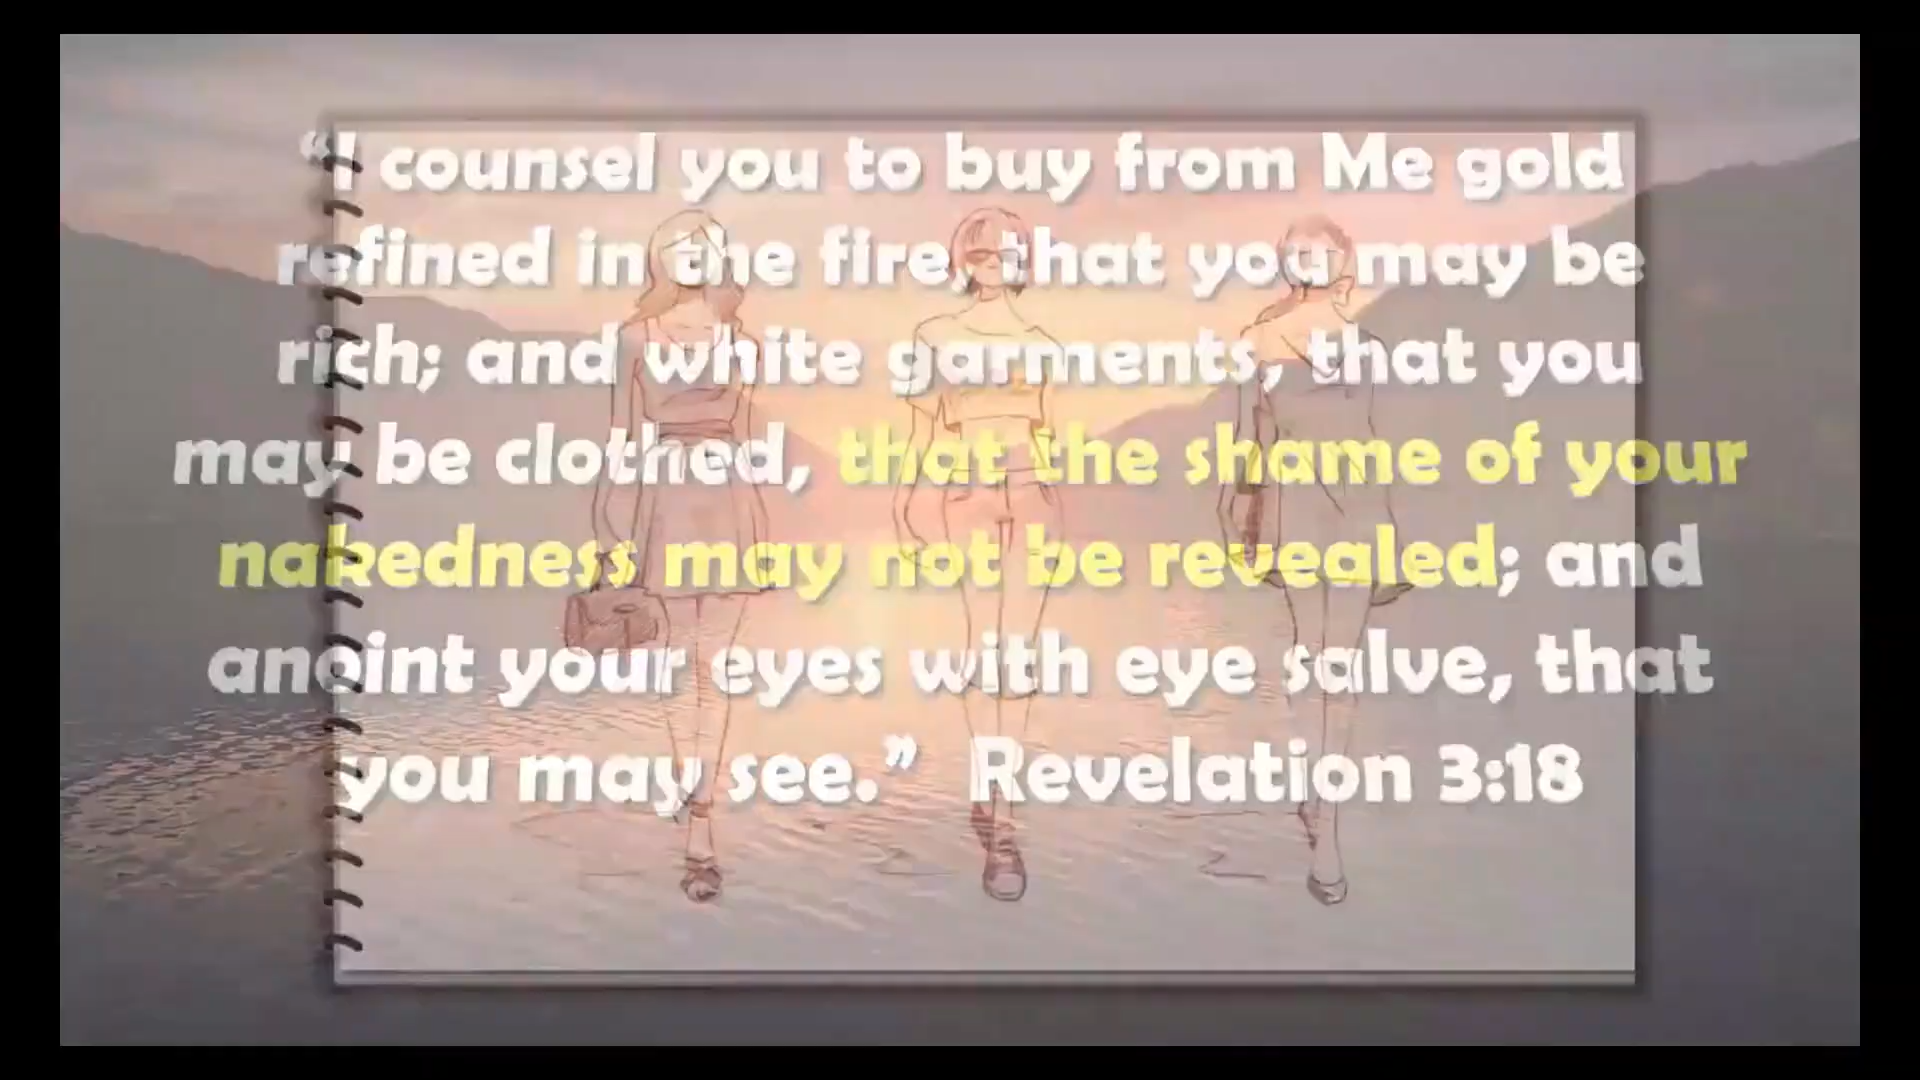 “I counsel you to buy from Me gold
refined in the fire, that you may be
rich; and white garments, that you
may be clothed, that the shame of your
nakedness may not be revealed; and
anoint your eyes with eye salve, that
you may see.” Revelation 3:18